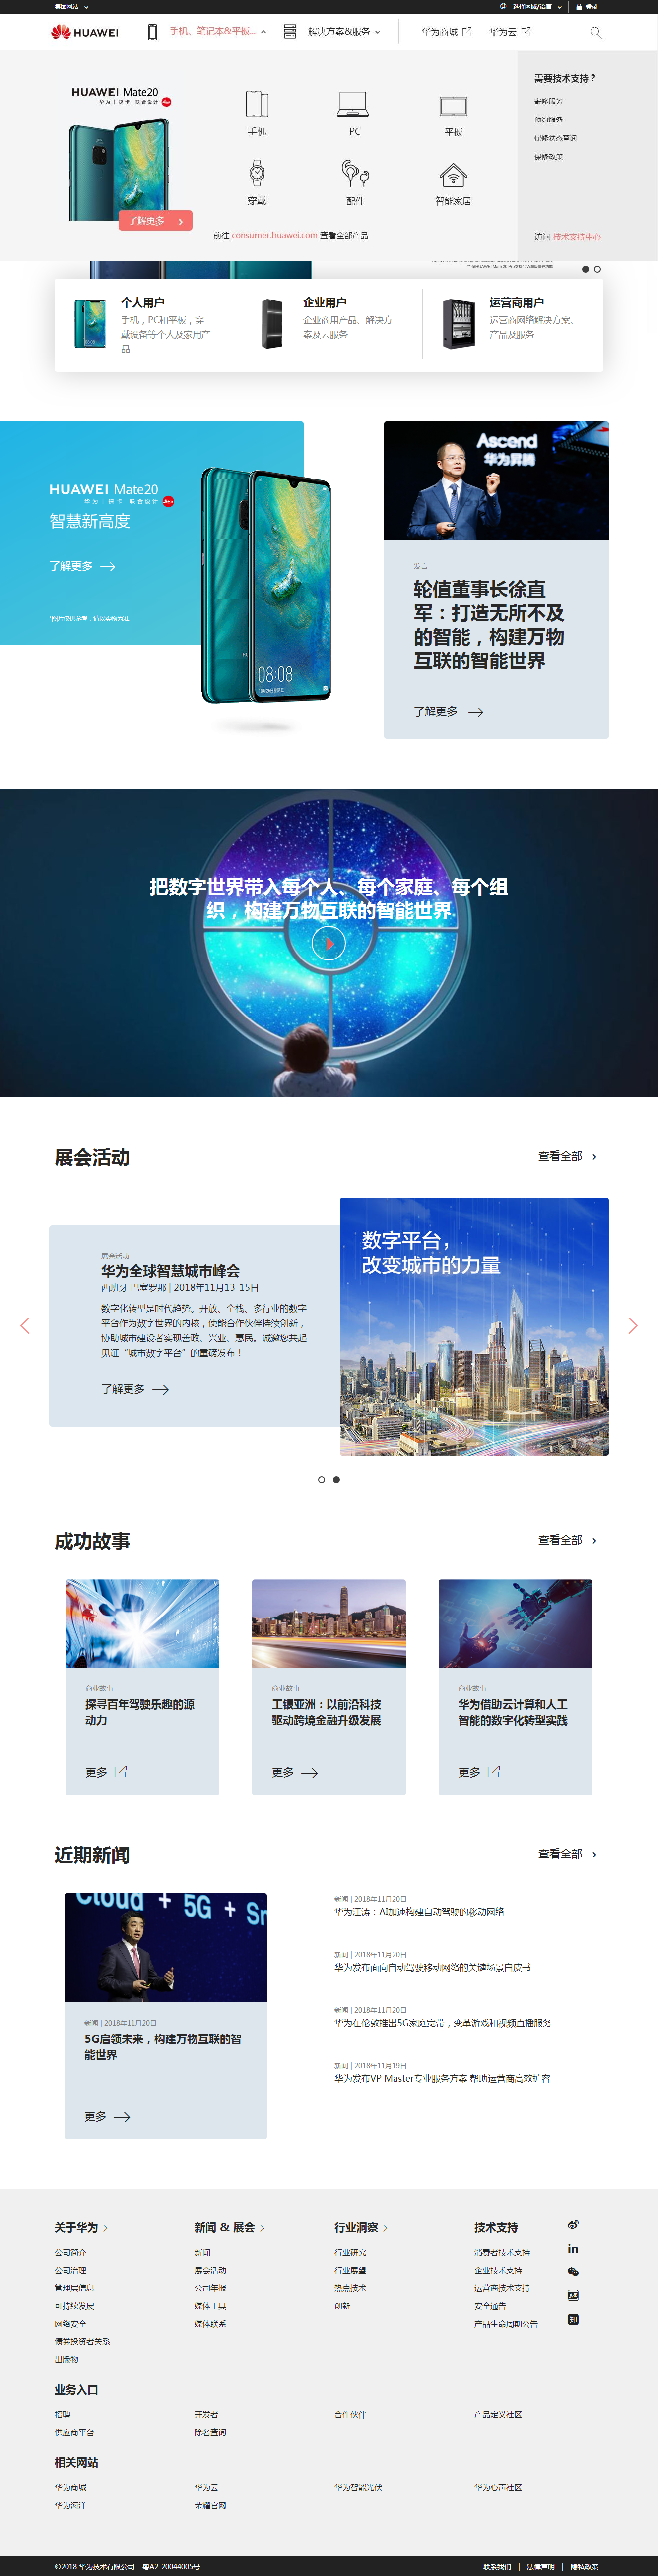 集团网站
选择区域/语言
登录
HUAWEI
手机、笔记本&平板...
解决方案&服务
华为商城
华为云
HUAWEI Mate20
华为 | 徕卡 联合设计
了解更多
手机
PC
平板
穿戴
配件
智能家居
前往 consumer.huawei.com 查看全部产品
需要技术支持？
寄修服务
预约服务
保修状态查询
保修政策
访问 技术支持中心
个人用户
手机，PC和平板，穿
戴设备等个人及家用产
品
企业用户
企业商用产品、解决方
案及云服务
运营商用户
运营商网络解决方案、
产品及服务
HUAWEI Mate20
华为 | 徕卡 联合设计
智慧新高度
了解更多
*图片仅供参考，请以实物为准
08:08
Ascend
华为昇腾
发言
轮值董事长徐直
军：打造无所不及
的智能，构建万物
互联的智能世界
了解更多
把数字世界带入每个人、每个家庭、每个组
织，构建万物互联的智能世界
展会活动
查看全部
展会活动
华为全球智慧城市峰会
西班牙 巴塞罗那 | 2018年11月13-15日
数字化转型是时代趋势。开放、全栈、多行业的数字
平台作为数字世界的内核，使能合作伙伴持续创新，
协助城市建设者实现善政、兴业、惠民。诚邀您共起
见证“城市数字平台”的重磅发布！
了解更多
数字平台，
改变城市的力量
成功故事
查看全部
商业故事
探寻百年驾驶乐趣的源
动力
更多
商业故事
工银亚洲：以前沿科技
驱动跨境金融升级发展
更多
商业故事
华为借助云计算和人工
智能的数字化转型实践
更多
近期新闻
查看全部
Cloud + 5G + Sm
新闻 | 2018年11月20日
5G启领未来，构建万物互联的智
能世界
更多
新闻 | 2018年11月20日
华为汪涛：AI加速构建自动驾驶的移动网络
新闻 | 2018年11月20日
华为发布面向自动驾驶移动网络的关键场景白皮书
新闻 | 2018年11月20日
华为在伦敦推出5G家庭宽带，变革游戏和视频直播服务
新闻 | 2018年11月19日
华为发布VP Master专业服务方案 帮助运营商高效扩容
关于华为
公司简介
公司治理
管理层信息
可持续发展
网络安全
债券投资者关系
出版物
新闻 & 展会
新闻
展会活动
公司年报
媒体工具
媒体联系
行业洞察
行业研究
行业展望
热点技术
创新
技术支持
消费者技术支持
企业技术支持
运营商技术支持
安全通告
产品生命周期公告
业务入口
招聘
开发者
合作伙伴
产品定义社区
供应商平台
除名查询
相关网站
华为商城
华为云
华为智能光伏
华为心声社区
华为海洋
荣耀官网
©2018 华为技术有限公司 粤A2-20044005号
联系我们 | 法律声明 | 隐私政策